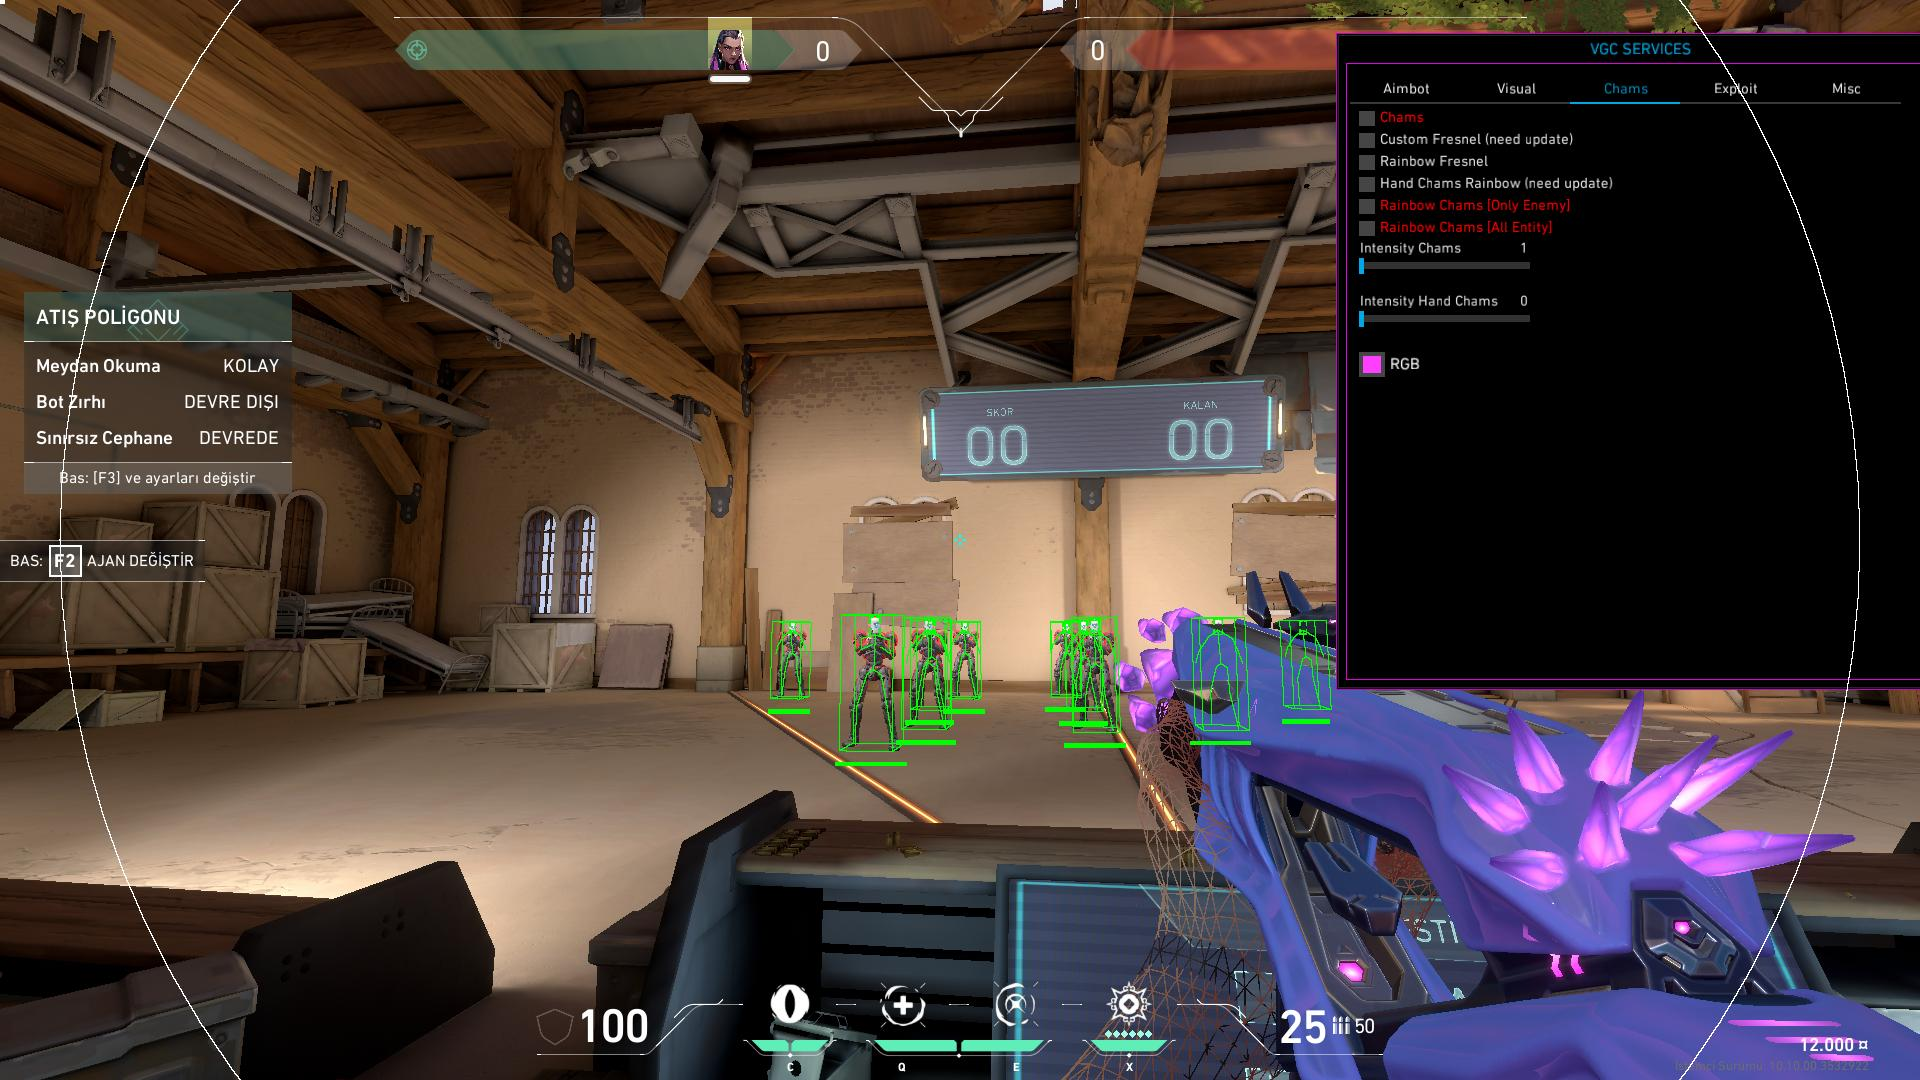 0
0
VGC SERVICES
Aimbot Visual Chams Exploit Misc
Chams
Custom Fresnel (need update)
Rainbow Fresnel
Hand Chams Rainbow (need update)
Rainbow Chams [Only Enemy]
Rainbow Chams [All Entity]
Intensity Chams 1
Intensity Hand Chams 0
RGB
ATIŞ POLİGONU
Meydan Okuma KOLAY
Bot Zırhı DEVRE DIŞI
Sınırsız Cephane DEVREDE
Bas: [F3] ve ayarları değiştir
BAS: F2 AJAN DEĞİŞTİR
SKOR KALAN
00 00
100
25 50
C Q E X
12.000 ¤